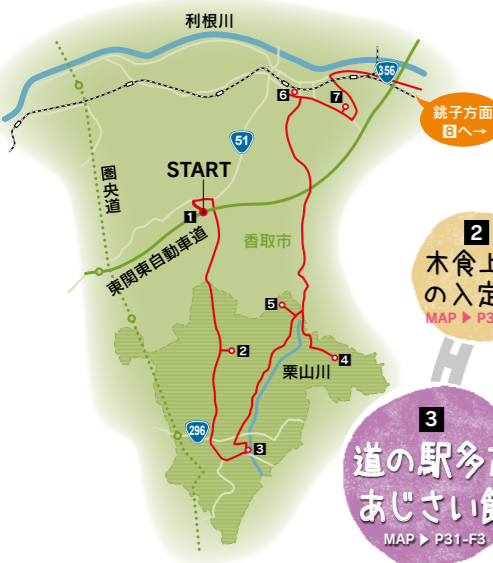 利根川
356
6
7
銚子方面
8へ→
51
START
圏央道
1
東関東自動車道
香取市
2
木食上
の入定
MAP ▶ P3
5
2
4
栗山川
296
3
3
道の駅多
あじさい館
MAP ▶ P31-F3